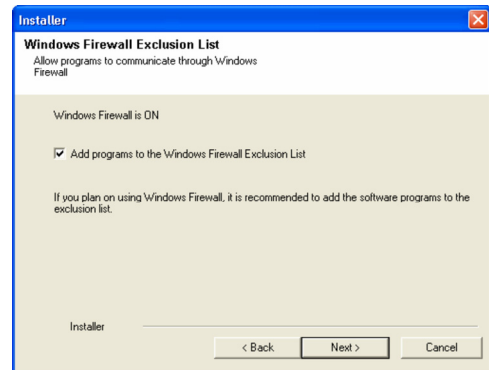 Installer
Windows Firewall Exclusion List
Allow programs to communicate through Windows
Firewall
Windows Firewall is ON
Add programs to the Windows Firewall Exclusion List
If you plan on using Windows Firewall, it is recommended to add the software programs to the
exclusion list.
Installer
< Back
Next >
Cancel